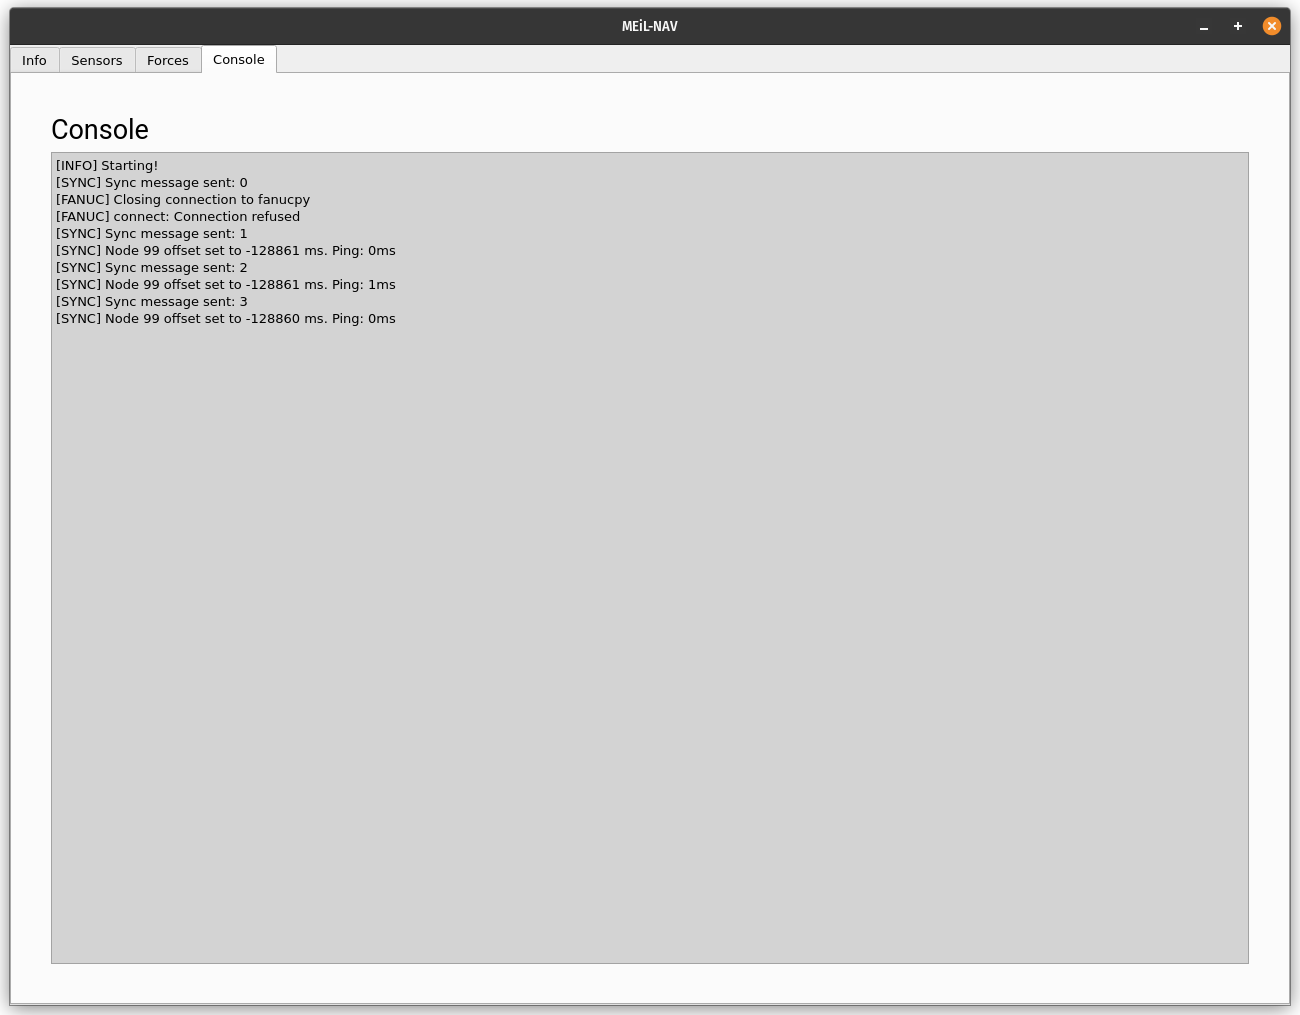 MEiL-NAV
Info Sensors Forces Console
Console
[INFO] Starting!
[SYNC] Sync message sent: 0
[FANUC] Closing connection to fanucpy
[FANUC] connect: Connection refused
[SYNC] Sync message sent: 1
[SYNC] Node 99 offset set to -128861 ms. Ping: 0ms
[SYNC] Sync message sent: 2
[SYNC] Node 99 offset set to -128861 ms. Ping: 1ms
[SYNC] Sync message sent: 3
[SYNC] Node 99 offset set to -128860 ms. Ping: 0ms